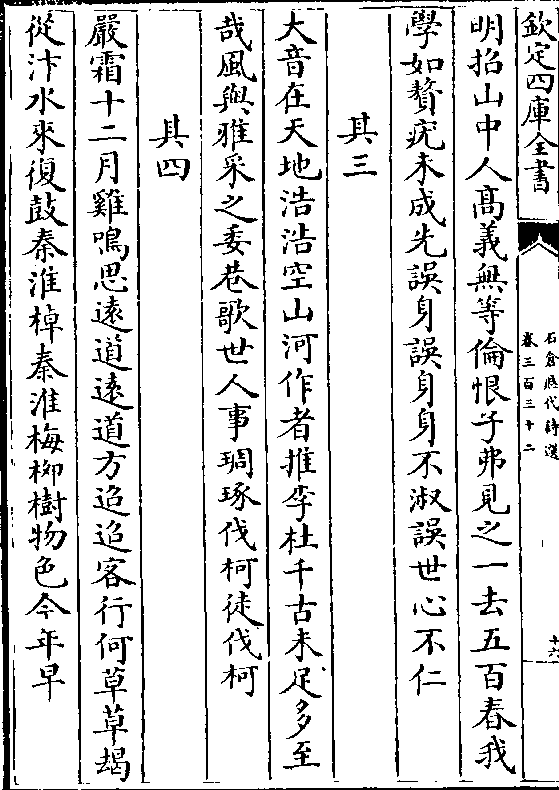 欽定四庫全書
石倉歴代詩選
卷三百三十二
十六
明招山中人高義無等倫恨子弗見之一去五百春我
學如贅疣未成先誤身誤身身不淑誤世心不仁
其三
大音在天地浩浩空山河作者推李杜千古未足多至
哉風與雅采之委巷歌世人事琱琢伐柯徒伐柯
其四
嚴霜十二月雞鳴思遠道遠道方迢迢客行何草草朅
從汴水來復鼓秦淮棹秦淮梅柳樹物色今年早